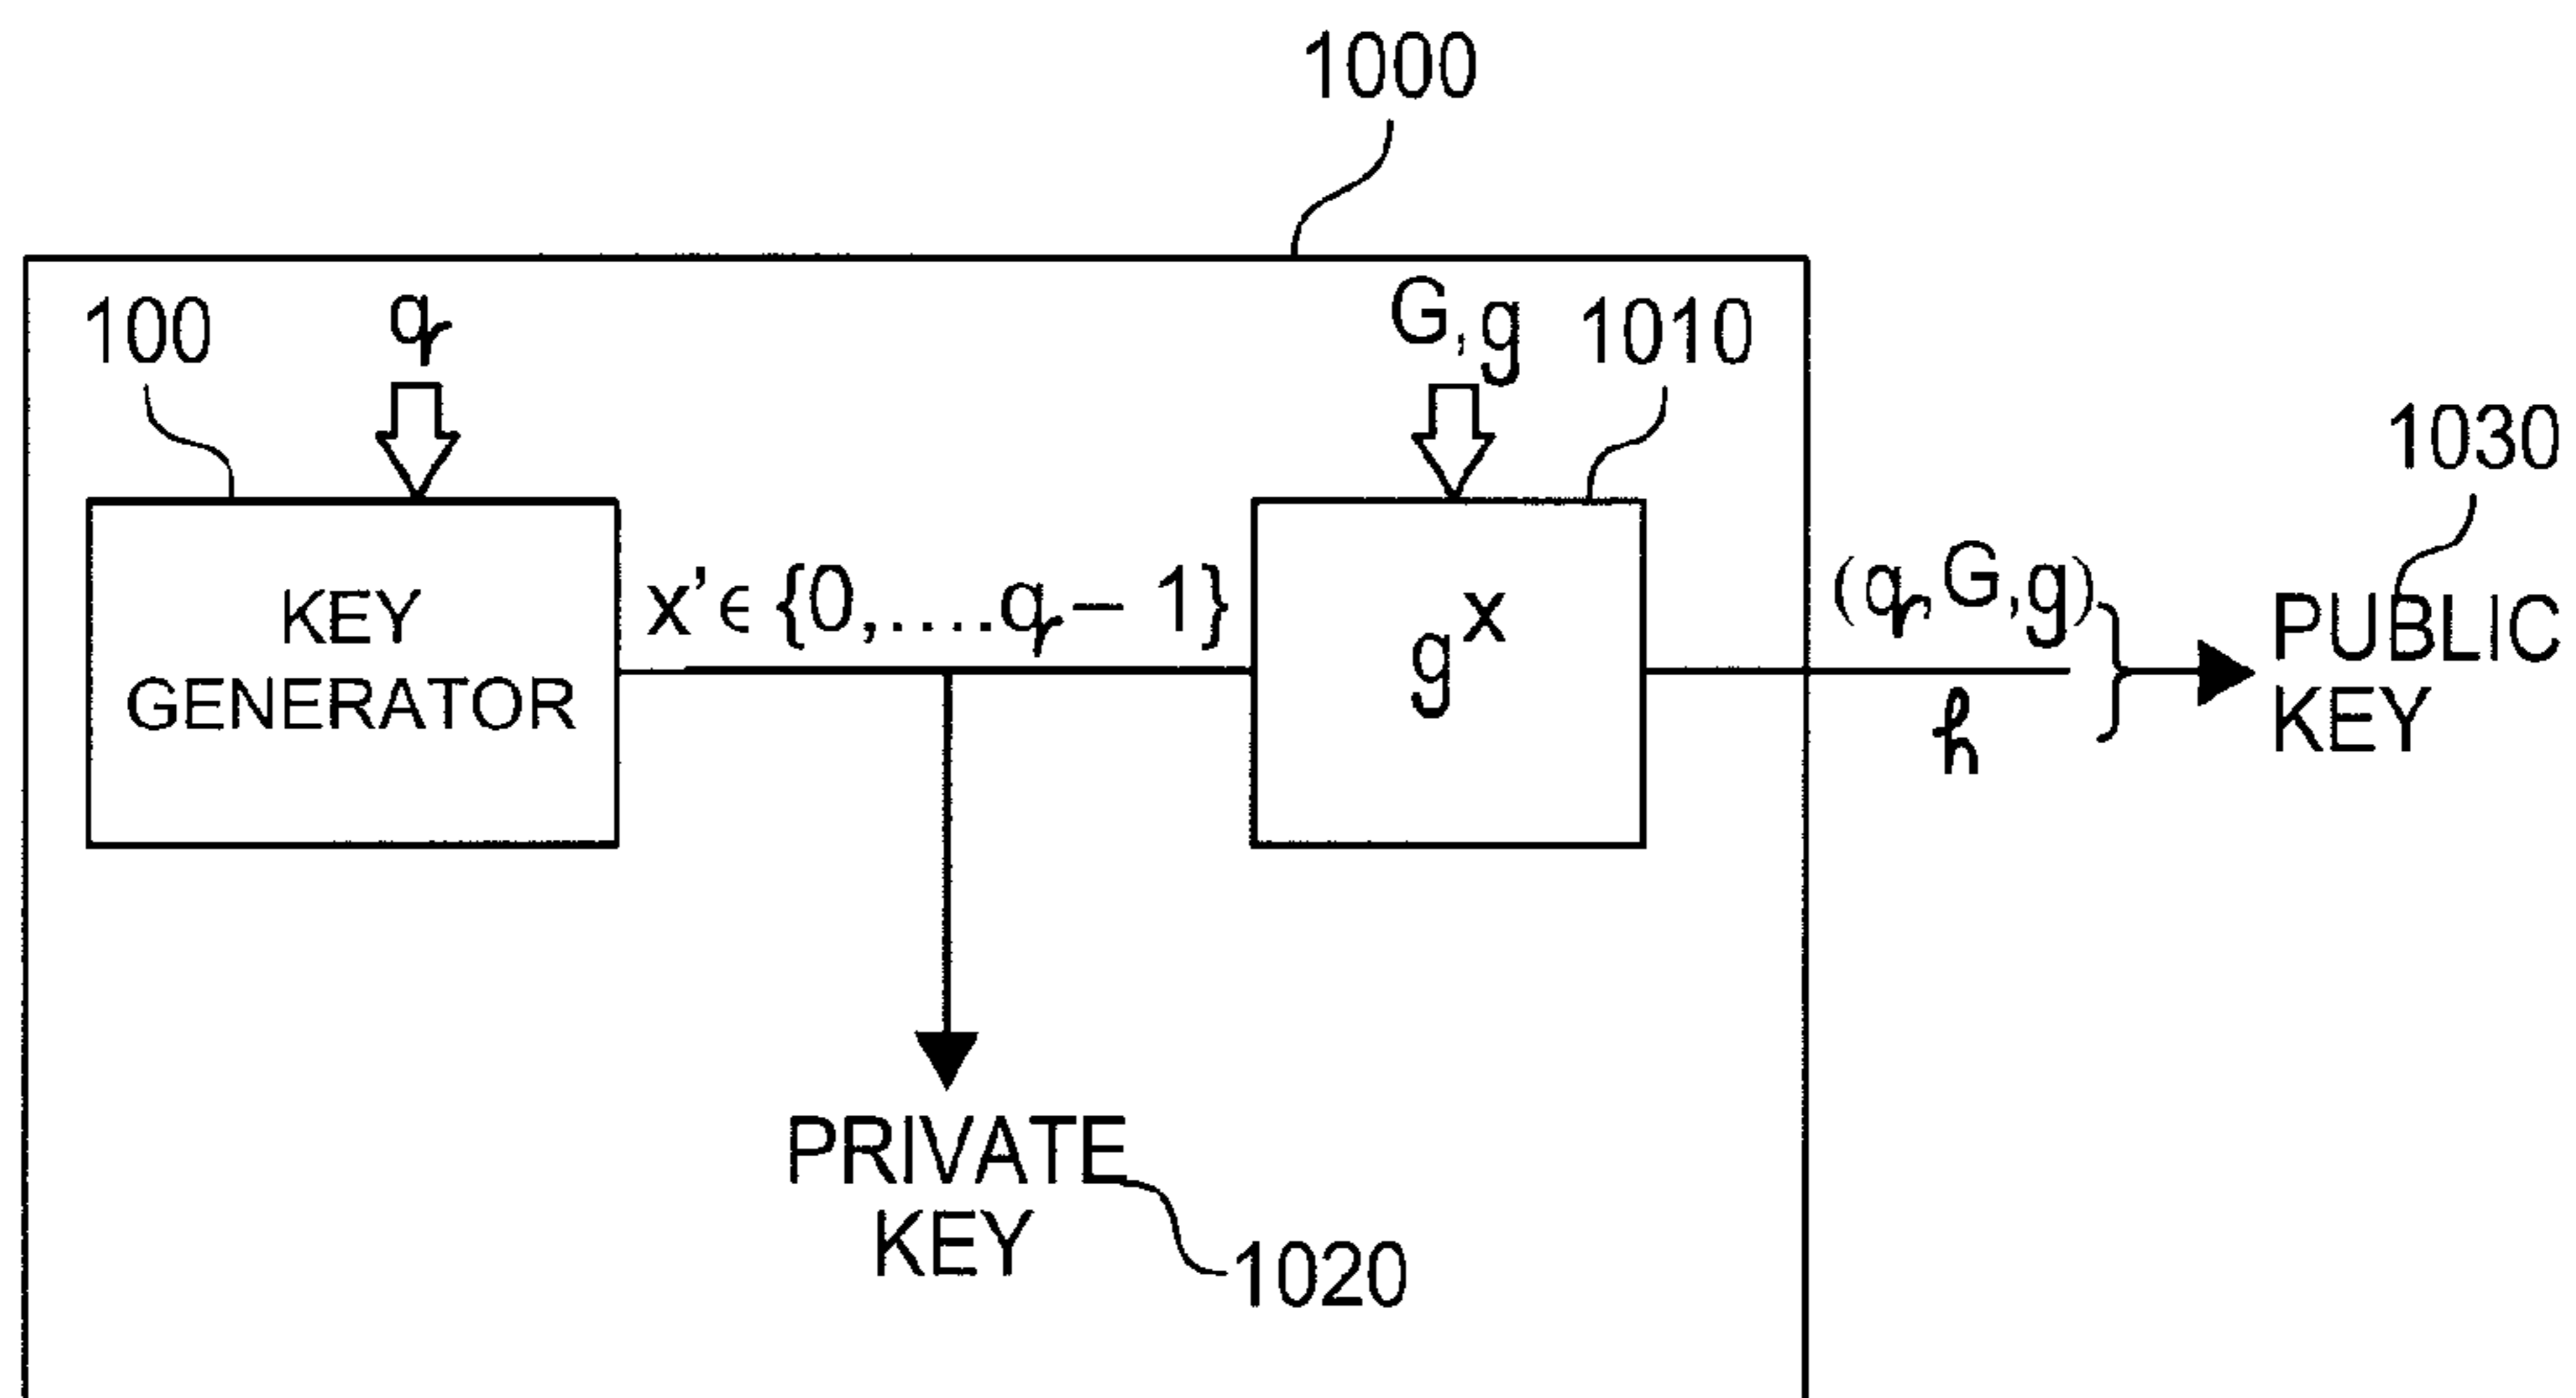 1000
100
q
G,g
1010
1030
KEY
GENERATOR
x'ϵ {0,....q – 1}
g^x
(q,G,g)
h
PUBLIC
KEY
PRIVATE
KEY
1020